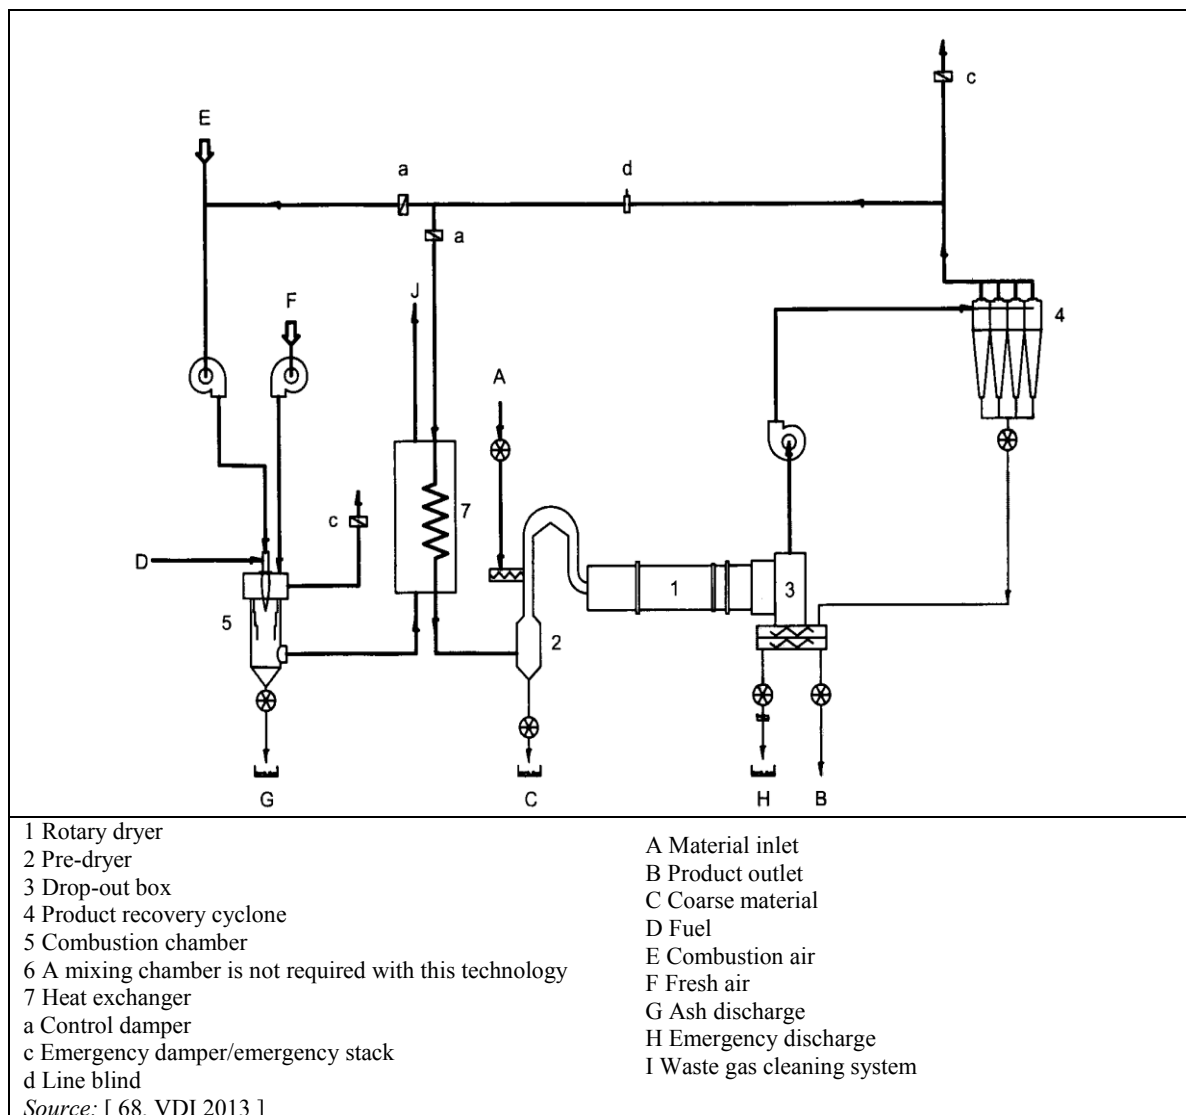 c
E
a
d
a
J
F
4
A
7
c
D
1
3
5
2
G
C
H
B
1 Rotary dryer
2 Pre-dryer
3 Drop-out box
4 Product recovery cyclone
5 Combustion chamber
6 A mixing chamber is not required with this technology
7 Heat exchanger
a Control damper
c Emergency damper/emergency stack
d Line blind
Source: [ 68, VDI 2013 ]
A Material inlet
B Product outlet
C Coarse material
D Fuel
E Combustion air
F Fresh air
G Ash discharge
H Emergency discharge
I Waste gas cleaning system